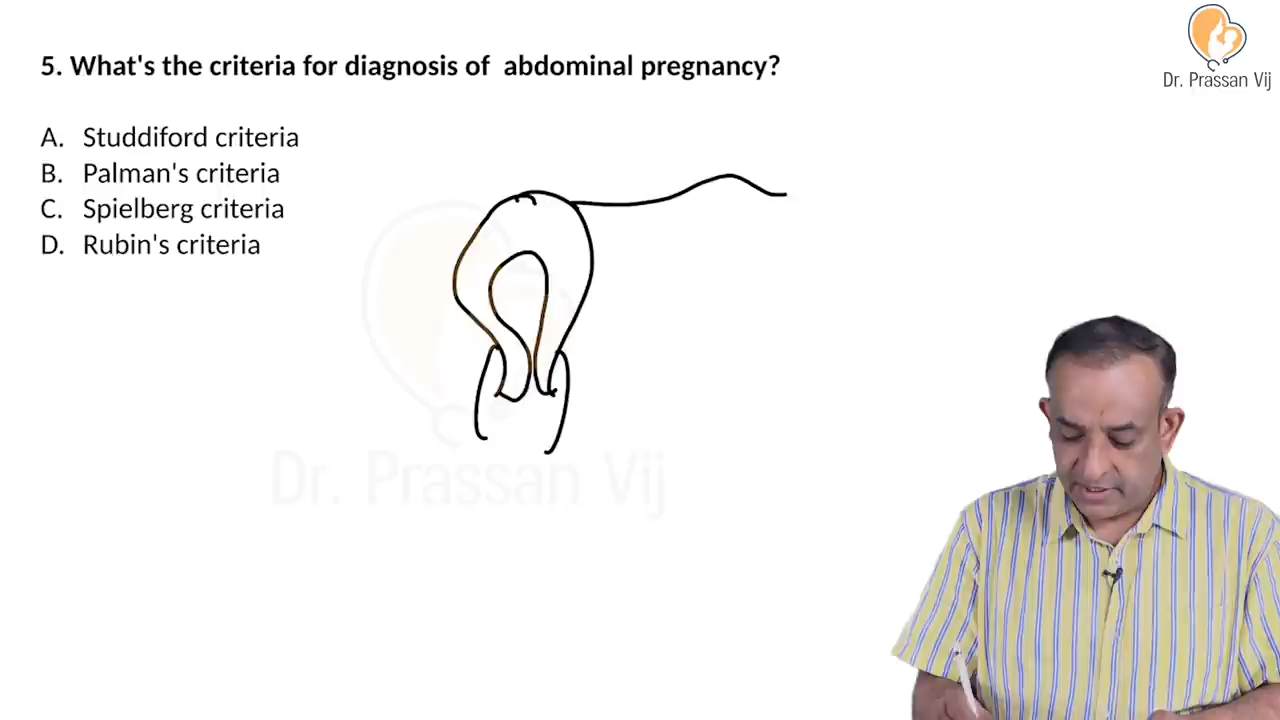 5. What's the criteria for diagnosis of abdominal pregnancy?
A. Studdiford criteria
B. Palman's criteria
C. Spielberg criteria
D. Rubin's criteria
Dr. Prassan Vij
Dr. Prassan Vij